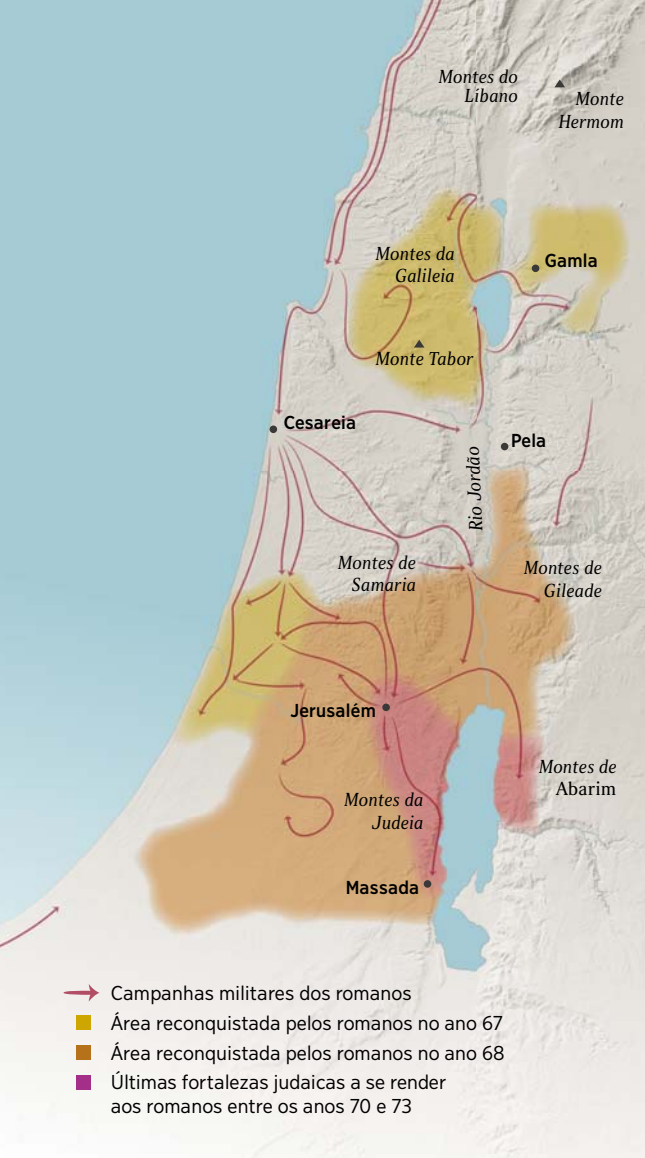 Montes do
Líbano
Monte
Hermom
Montes da
Galileia
Gamla
Monte Tabor
Cesareia
Pela
Rio Jordão
Montes de
Samaria
Montes de
Gileade
Jerusalém
Montes de
Abarim
Montes da
Judeia
Massada
Campanhas militares dos romanos
Área reconquistada pelos romanos no ano 67
Área reconquistada pelos romanos no ano 68
Últimas fortalezas judaicas a se render
aos romanos entre os anos 70 e 73